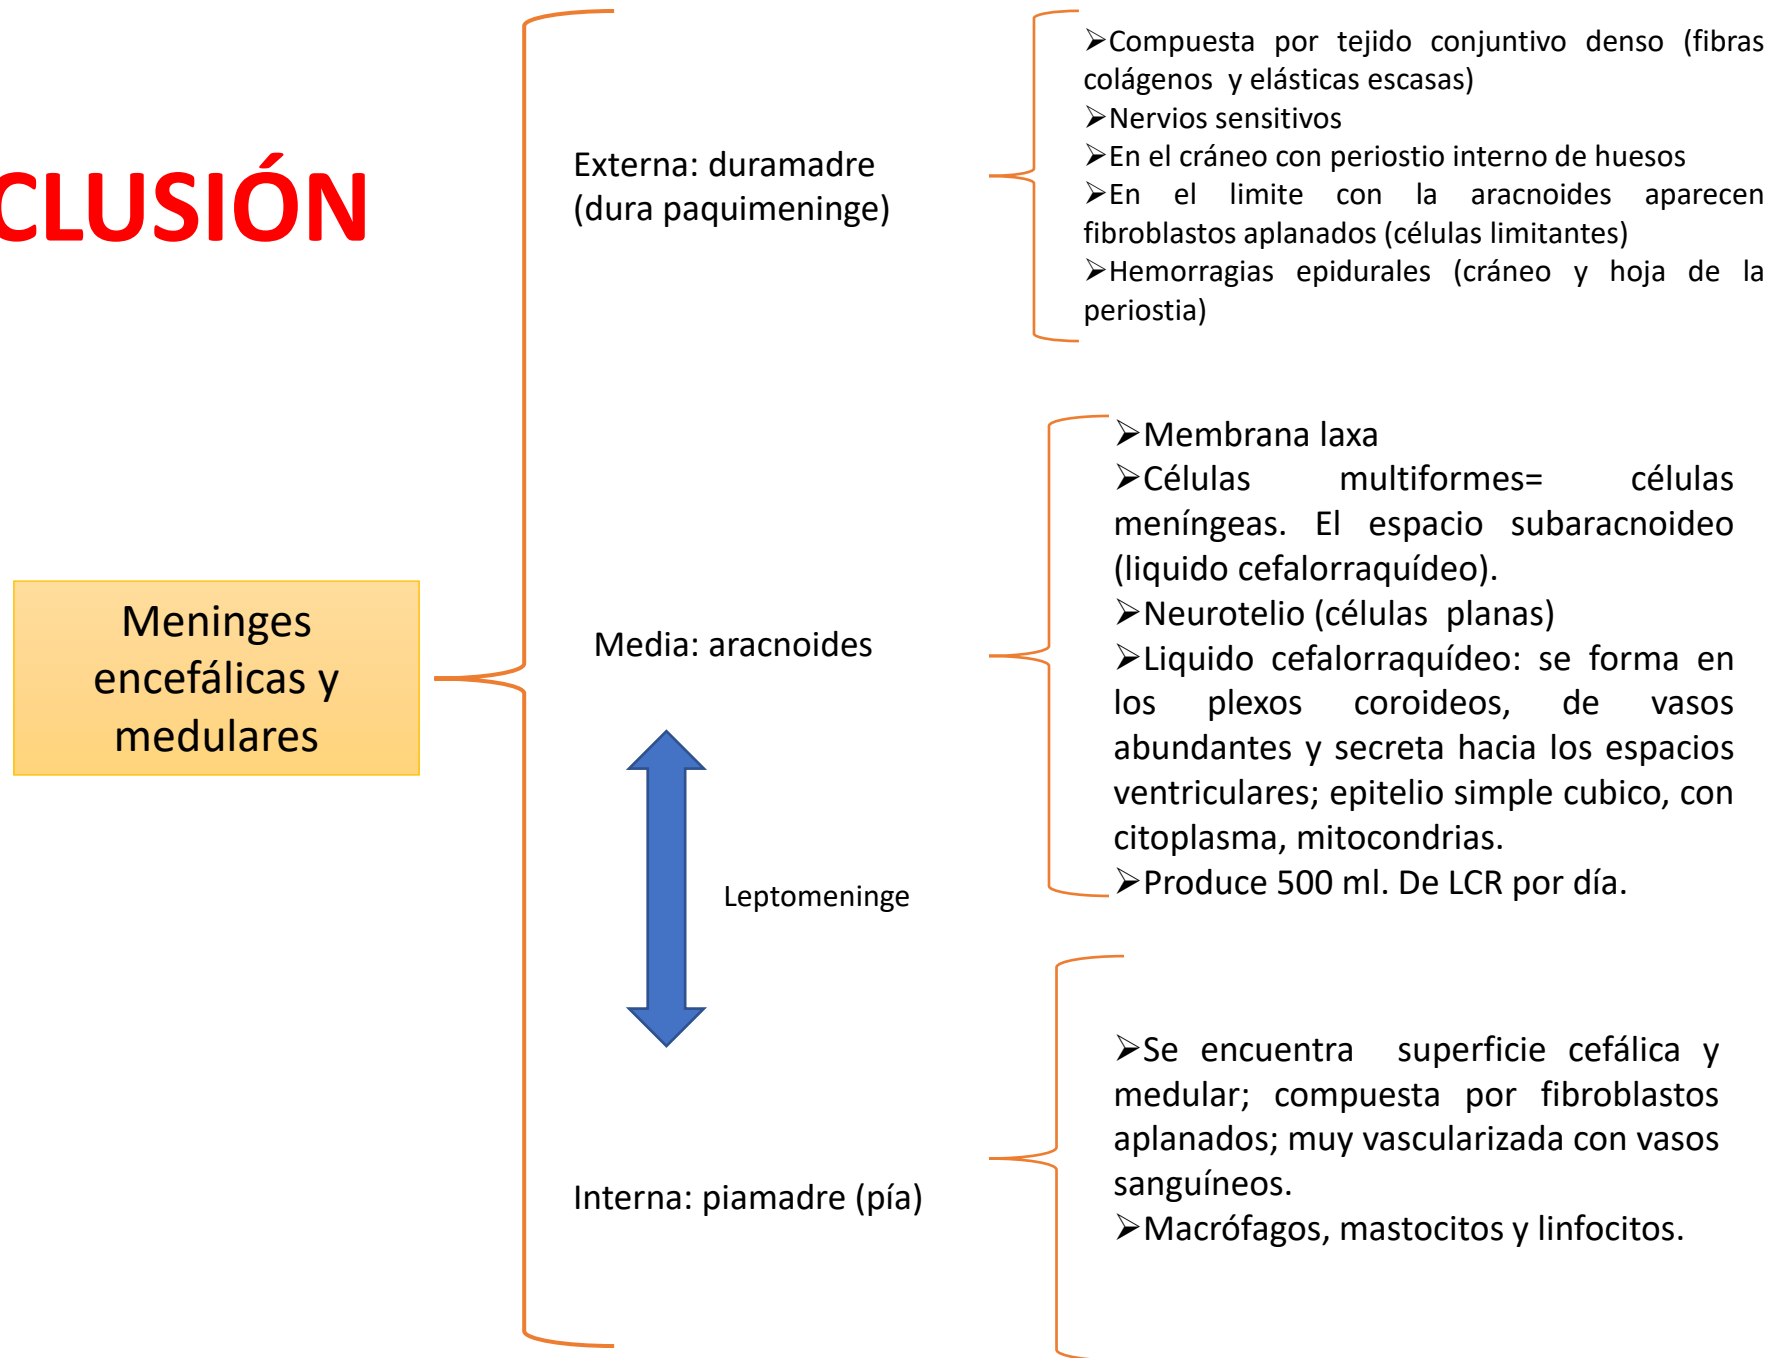 CLUSIÓN
Meninges
encefálicas y
medulares
Externa: duramadre
(dura paquimeninge)
➢Compuesta por tejido conjuntivo denso (fibras
colágenos y elásticas escasas)
➢Nervios sensitivos
➢En el cráneo con periostio interno de huesos
➢En el limite con la aracnoides aparecen
fibroblastos aplanados (células limitantes)
➢Hemorragias epidurales (cráneo y hoja de la
periostia)
Media: aracnoides
➢Membrana laxa
➢Células multiformes= células
meníngeas. El espacio subaracnoideo
(liquido cefalorraquídeo).
➢Neurotelio (células planas)
➢Liquido cefalorraquídeo: se forma en
los plexos coroideos, de vasos
abundantes y secreta hacia los espacios
ventriculares; epitelio simple cubico, con
citoplasma, mitocondrias.
➢Produce 500 ml. De LCR por día.
Leptomeninge
Interna: piamadre (pía)
➢Se encuentra superficie cefálica y
medular; compuesta por fibroblastos
aplanados; muy vascularizada con vasos
sanguíneos.
➢Macrófagos, mastocitos y linfocitos.